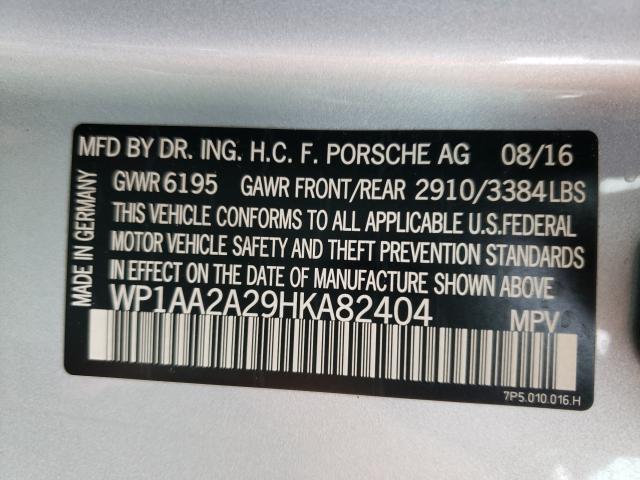 MFD BY DR. ING. H.C. F. PORSCHE AG 08/16
GVWR 6195 GAWR FRONT/REAR 2910/3384 LBS
THIS VEHICLE CONFORMS TO ALL APPLICABLE U.S.FEDERAL
MOTOR VEHICLE SAFETY AND THEFT PREVENTION STANDARDS
IN EFFECT ON THE DATE OF MANUFACTURE SHOWN ABOVE
WP1AA2A29HKA82404 MPV
7P5.010.016.H
MADE IN GERMANY